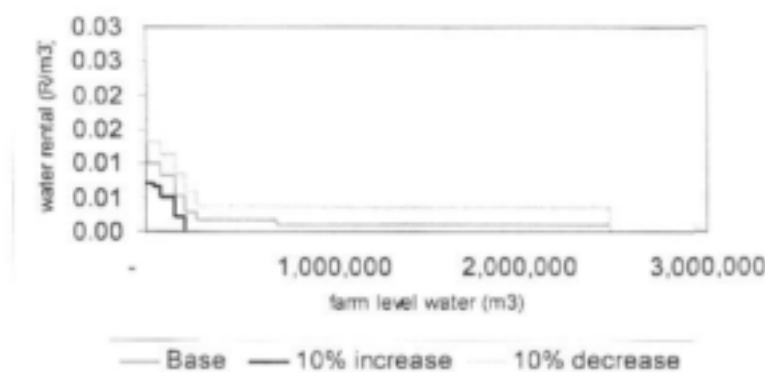 water rental (R/m3)
0.03
0.03
0.02
0.02
0.01
0.01
0.00
- 1,000,000 2,000,000 3,000,000
farm level water (m3)
Base 10% increase 10% decrease